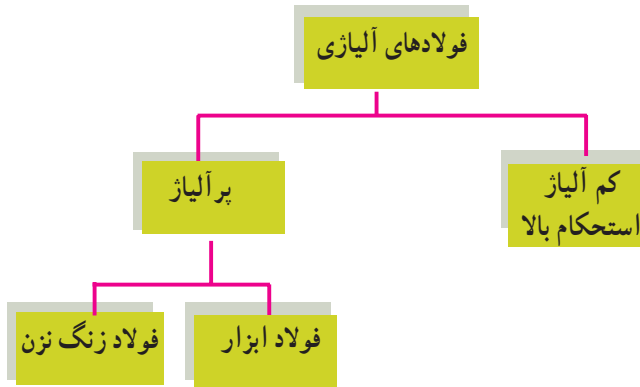 فولادهای آلیاژی
کم آلیاژ
استحکام بالا
پرآلیاژ
فولاد ابزار
فولاد زنگ نزن